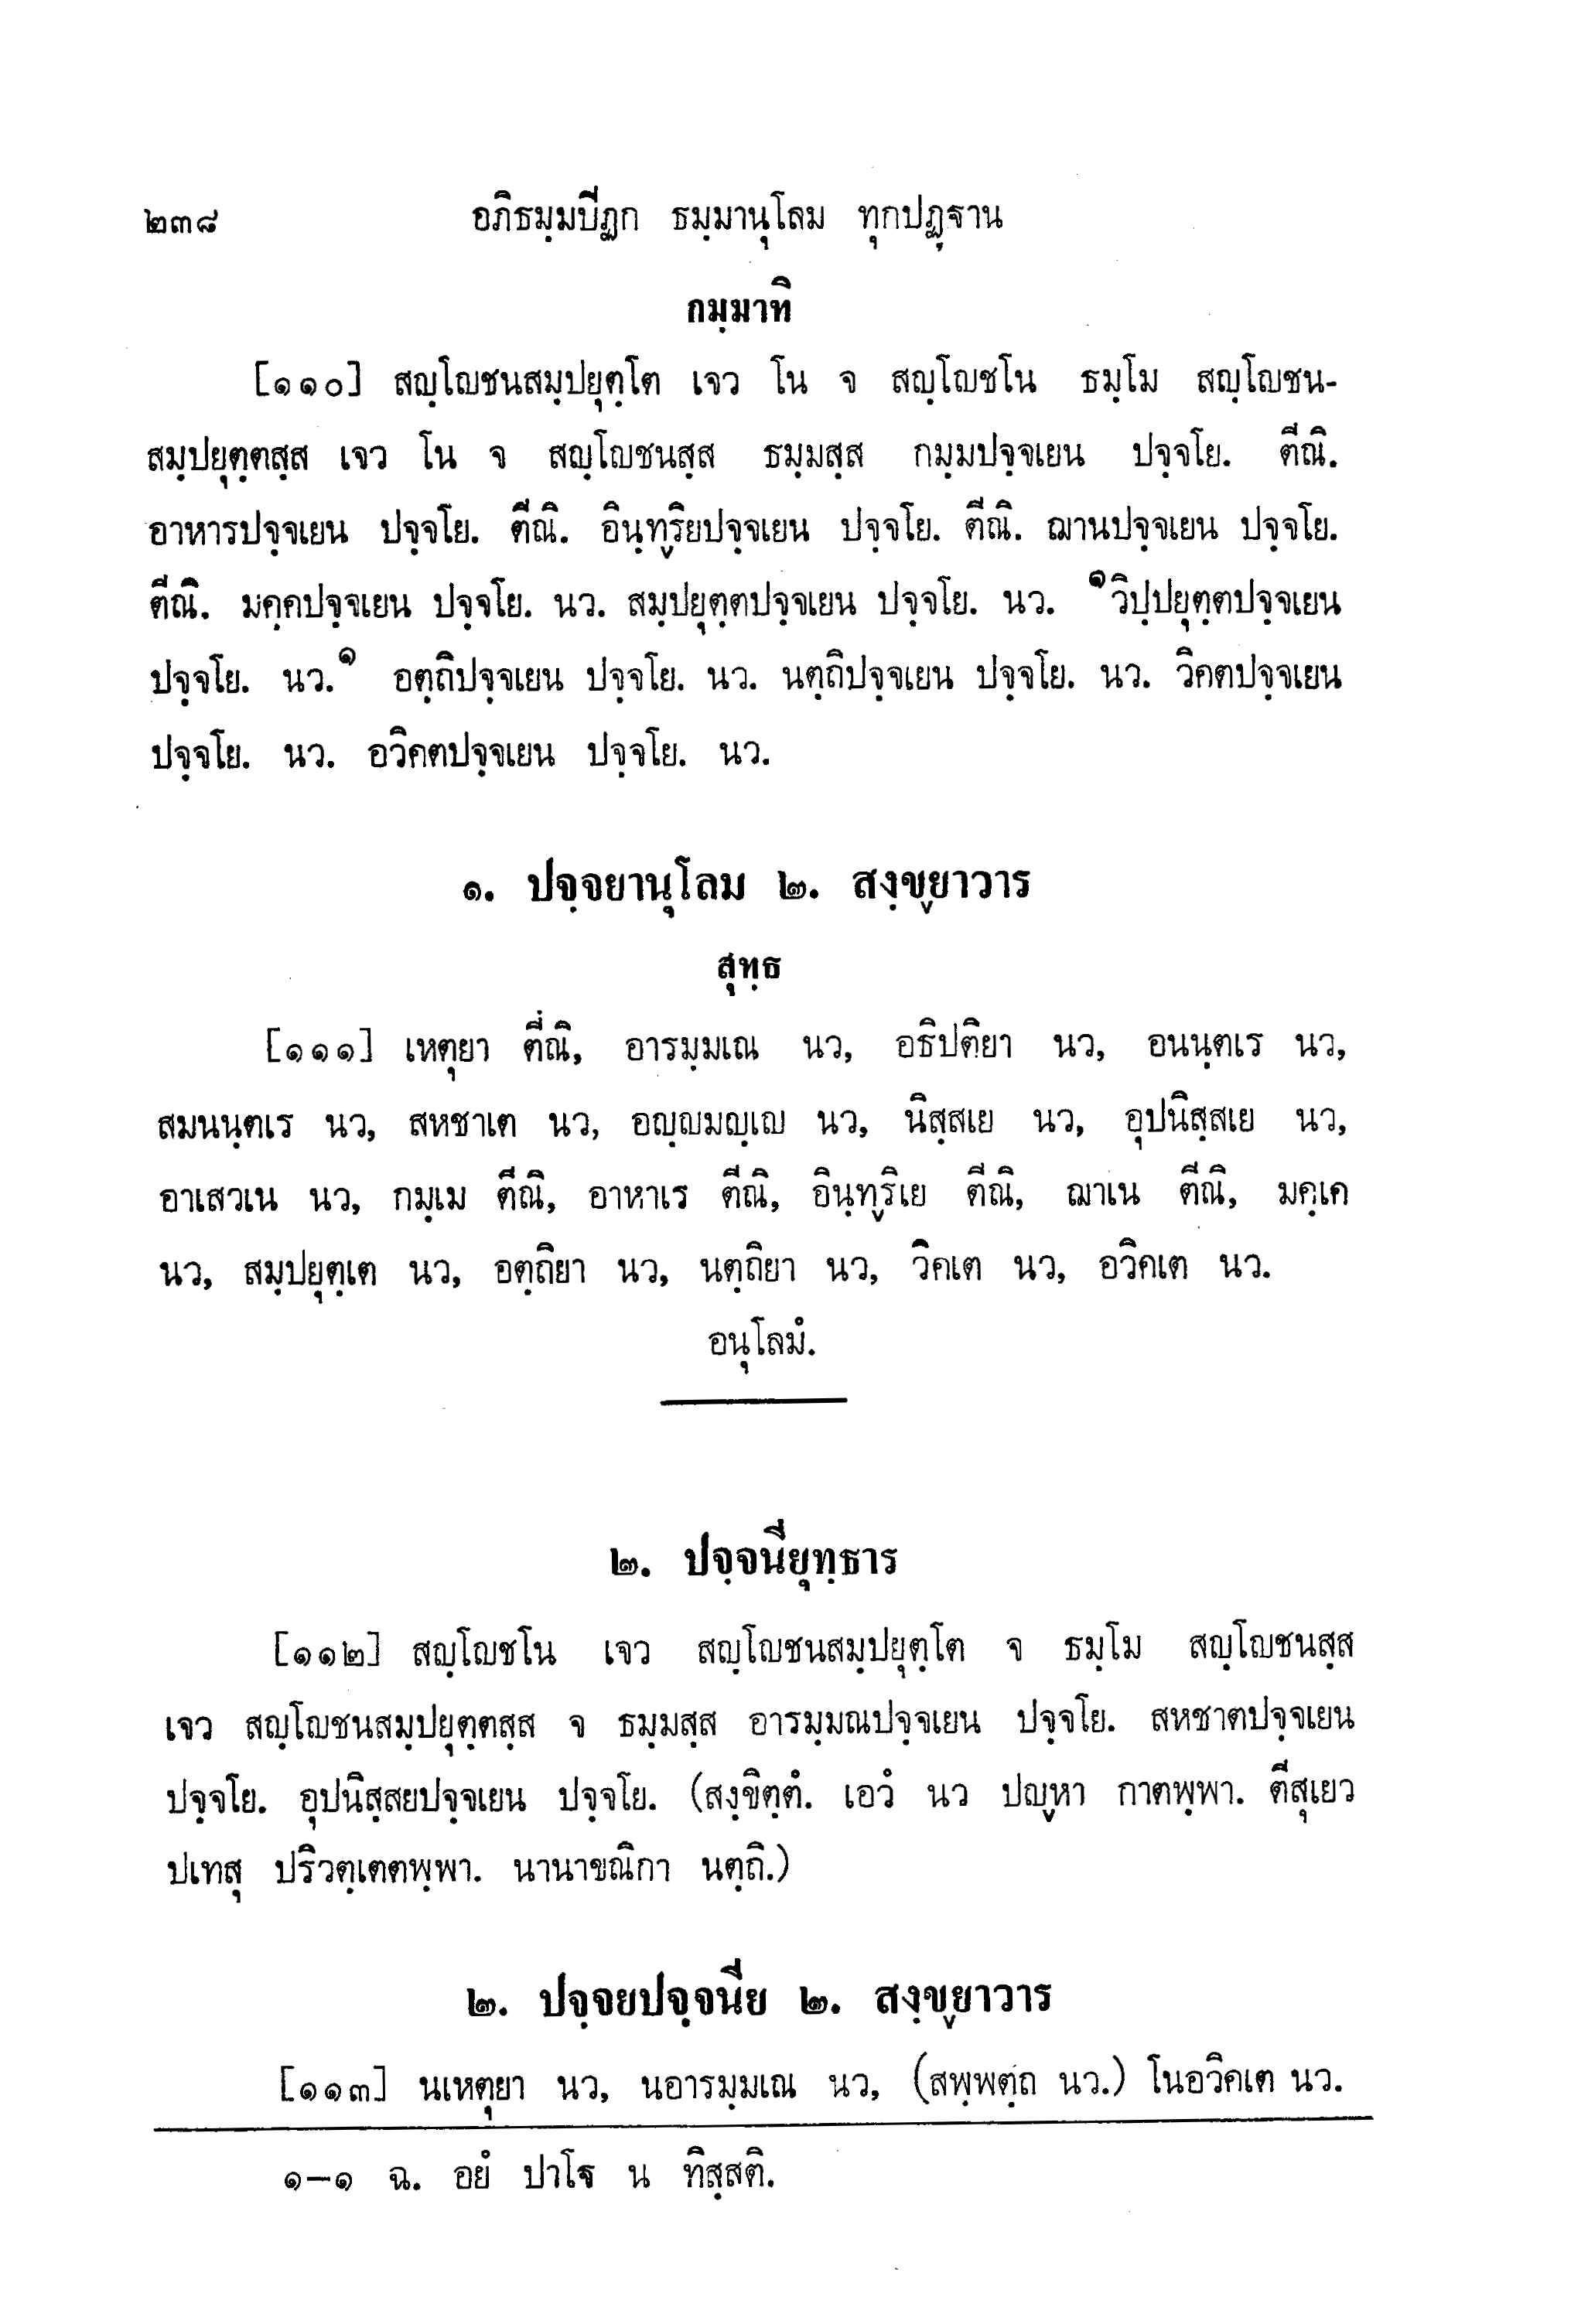 ๒๓๘ อภิธมฺมปีฏก ธมฺมานุโลม ทุกปฏฺฐาน
กมฺมาทิ
[๑๑๐] สญฺโญชนสมฺปยุตฺโต เจว โน จ สญฺโญชโน ธมฺโม สญฺโญชน-
สมฺปยุตฺตสฺส เจว โน จ สญฺโญชนสฺส ธมฺมสฺส กมฺมปจฺจเยน ปจฺจโย. ตีณิ.
อาหารปจฺจเยน ปจฺจโย. ตีณิ. อินฺทฺริยปจฺจเยน ปจฺจโย. ตีณิ. ฌานปจฺจเยน ปจฺจโย.
ตีณิ. มคฺคปจฺจเยน ปจฺจโย. นว. สมฺปยุตฺตปจฺจเยน ปจฺจโย. นว. ๑วิปฺปยุตฺตปจฺจเยน
ปจฺจโย. นว.๑ อตฺถิปจฺจเยน ปจฺจโย. นว. นตฺถิปจฺจเยน ปจฺจโย. นว. วิคตปจฺจเยน
ปจฺจโย. นว. อวิคตปจฺจเยน ปจฺจโย. นว.
๑. ปจฺจยานุโลม ๒. สงฺขฺยาวาร
สุทฺธ
[๑๑๑] เหตุยา ตีณิ, อารมฺมเณ นว, อธิปติยา นว, อนนฺตเร นว,
สมนนฺตเร นว, สหชาเต นว, อญฺญมญฺเญ นว, นิสฺสเย นว, อุปนิสฺสเย นว,
อาเสวเน นว, กมฺเม ตีณิ, อาหาเร ตีณิ, อินฺทฺริเย ตีณิ, ฌาเน ตีณิ, มคฺเค
นว, สมฺปยุตฺเต นว, อตฺถิยา นว, นตฺถิยา นว, วิคเต นว, อวิคเต นว.
อนุโลมํ.
๒. ปจฺจนียุทฺธาร
[๑๑๒] สญฺโญชโน เจว สญฺโญชนสมฺปยุตฺโต จ ธมฺโม สญฺโญชนสฺส
เจว สญฺโญชนสมฺปยุตฺตสฺส จ ธมฺมสฺส อารมฺมณปจฺจเยน ปจฺจโย. สหชาตปจฺจเยน
ปจฺจโย. อุปนิสฺสยปจฺจเยน ปจฺจโย. (สงฺขิตฺตํ. เอวํ นว ปญฺหา กาตพฺพา. ตีสุเยว
ปเทสุ ปริวตฺเตตพฺพา. นานาขณิกา นตฺถิ.)
๒. ปจฺจยปจฺจนีย ๒. สงฺขฺยาวาร
[๑๑๓] นเหตุยา นว, นอารมฺมเณ นว, (สพฺพตฺถ นว.) โนอวิคเต นว.
๑–๑ ฉ. อยํ ปาโฐ น ทิสฺสติ.